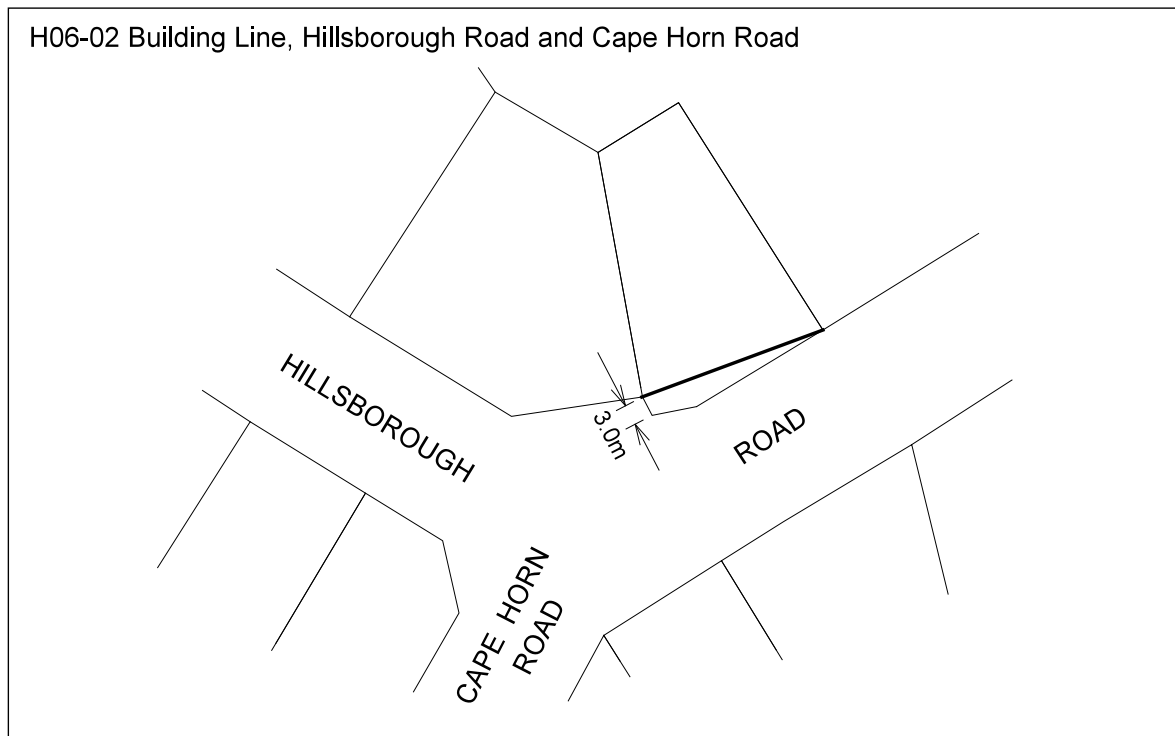 H06-02 Building Line, Hillsborough Road and Cape Horn Road
HILLSBOROUGH
3.0m
ROAD
CAPE HORN
ROAD